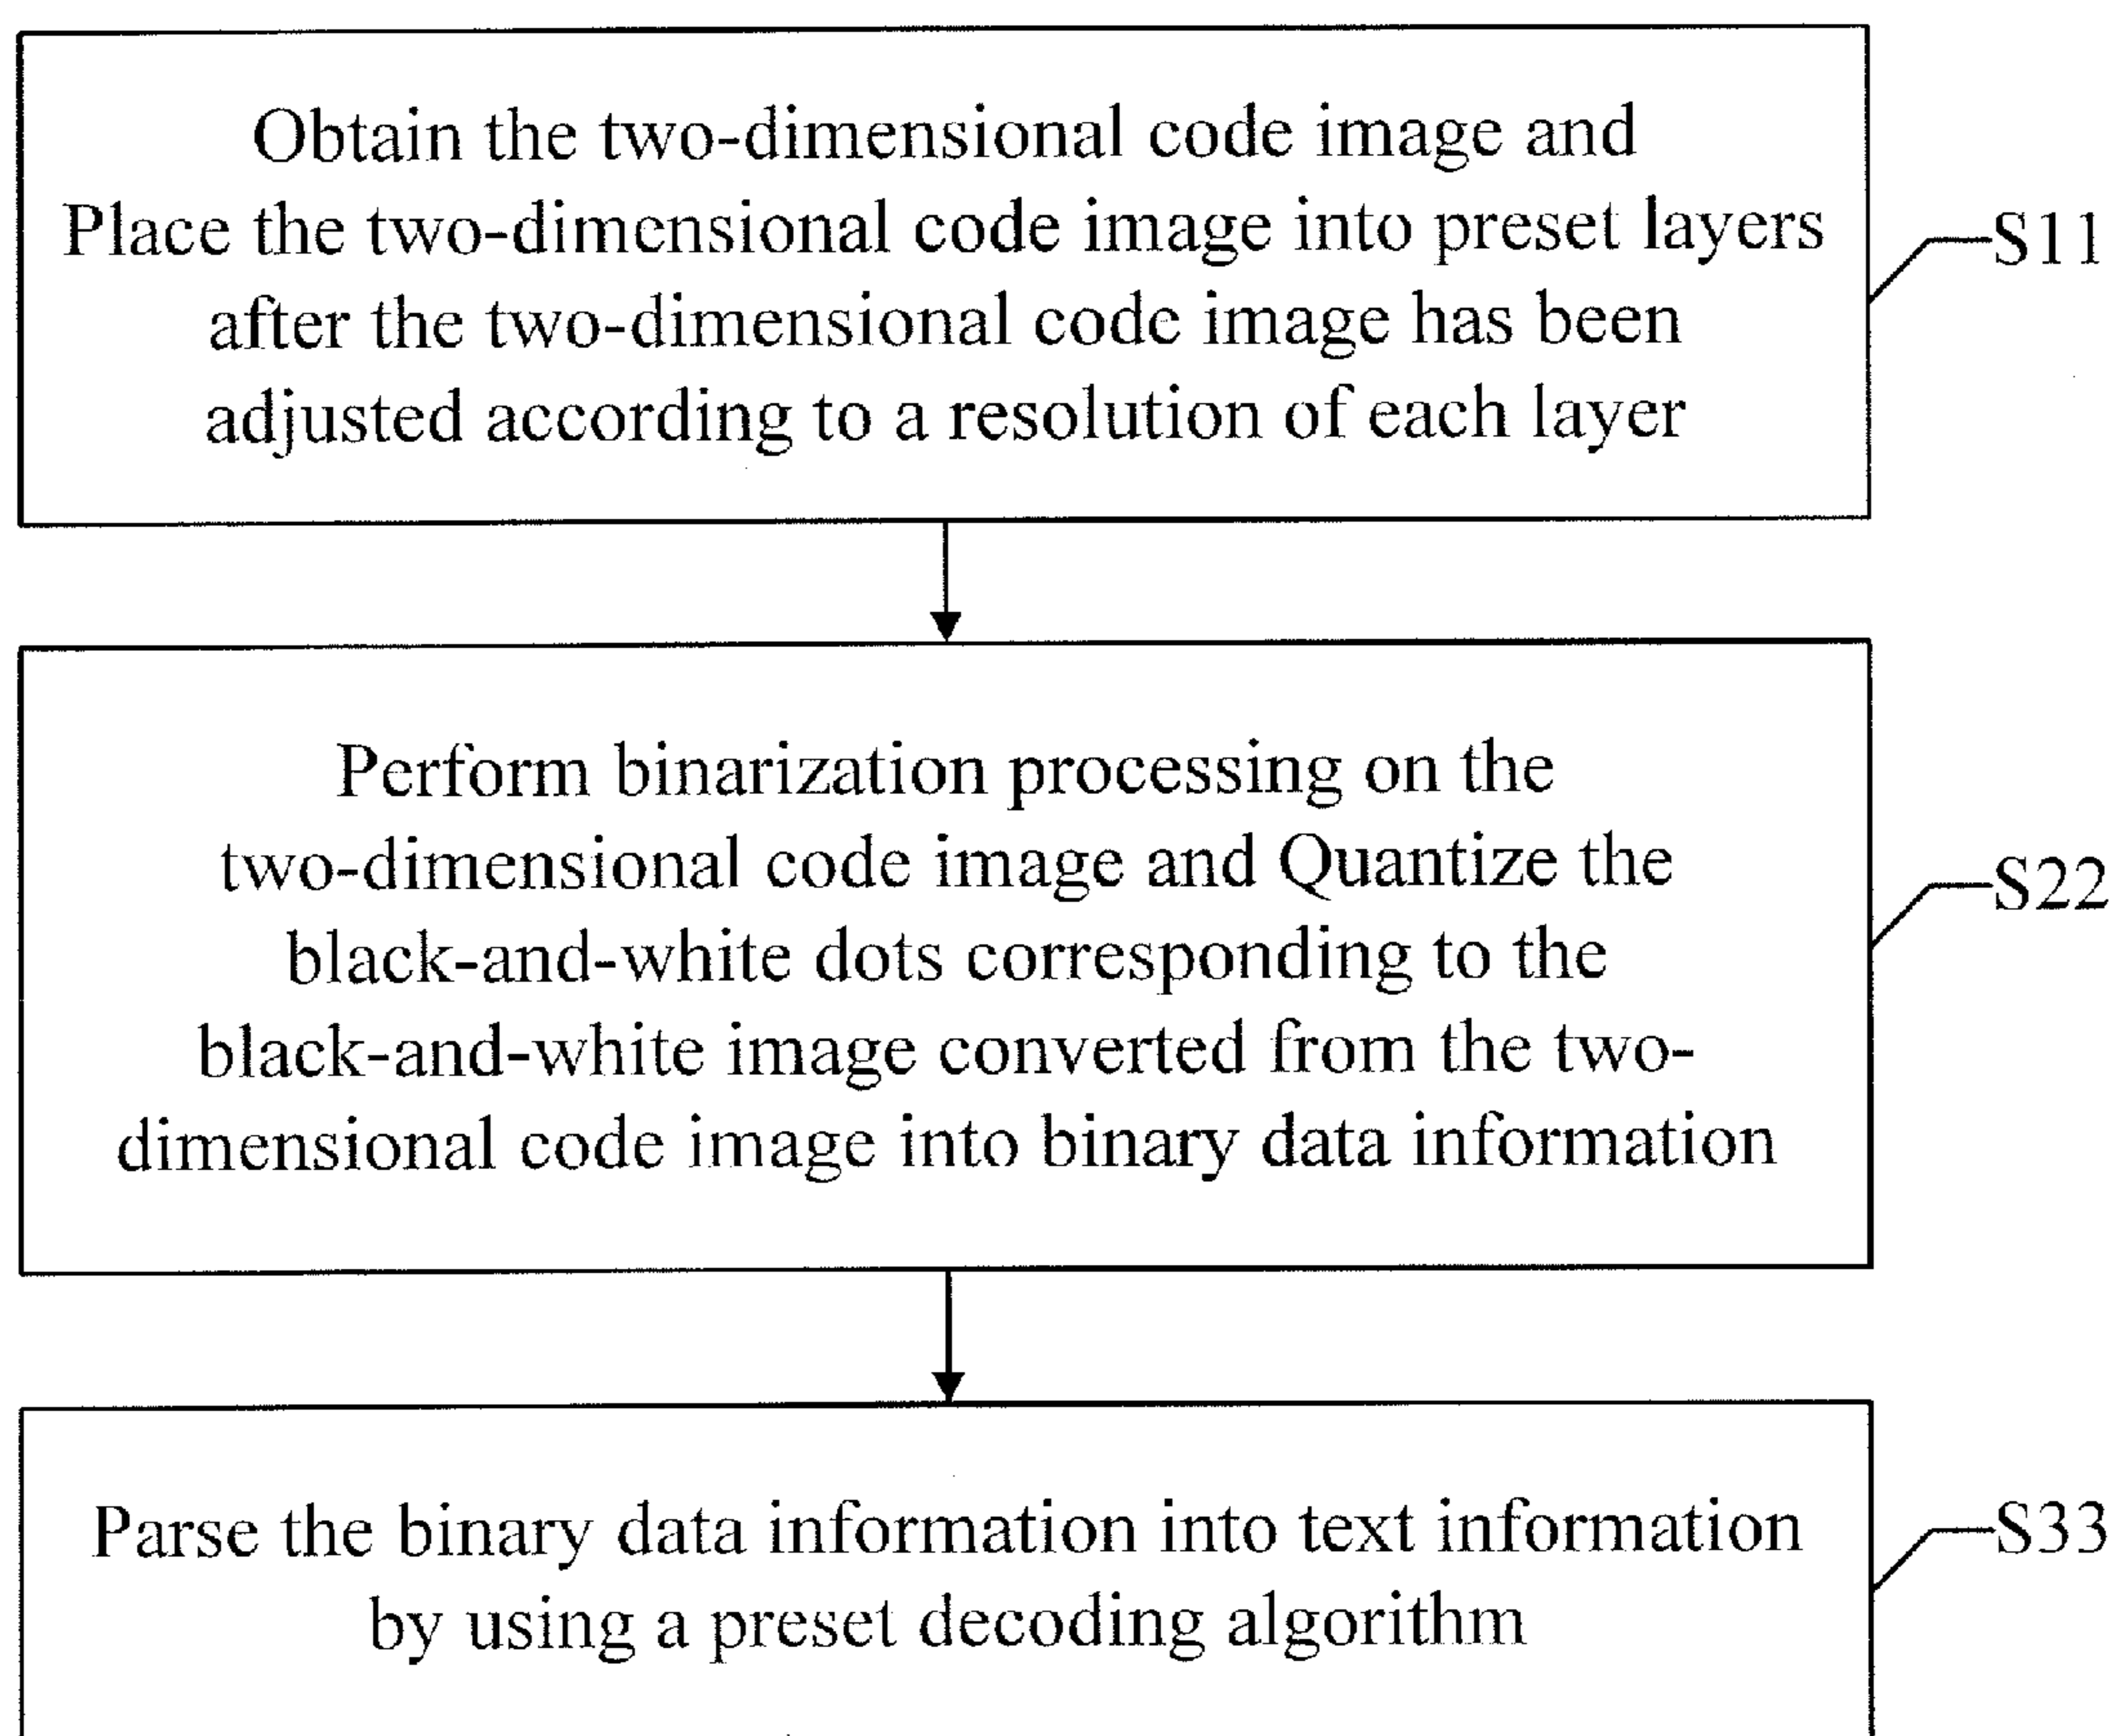 Obtain the two-dimensional code image and
Place the two-dimensional code image into preset layers
after the two-dimensional code image has been
adjusted according to a resolution of each layer
S11
Perform binarization processing on the
two-dimensional code image and Quantize the
black-and-white dots corresponding to the
black-and-white image converted from the two-
dimensional code image into binary data information
S22
Parse the binary data information into text information
by using a preset decoding algorithm
S33